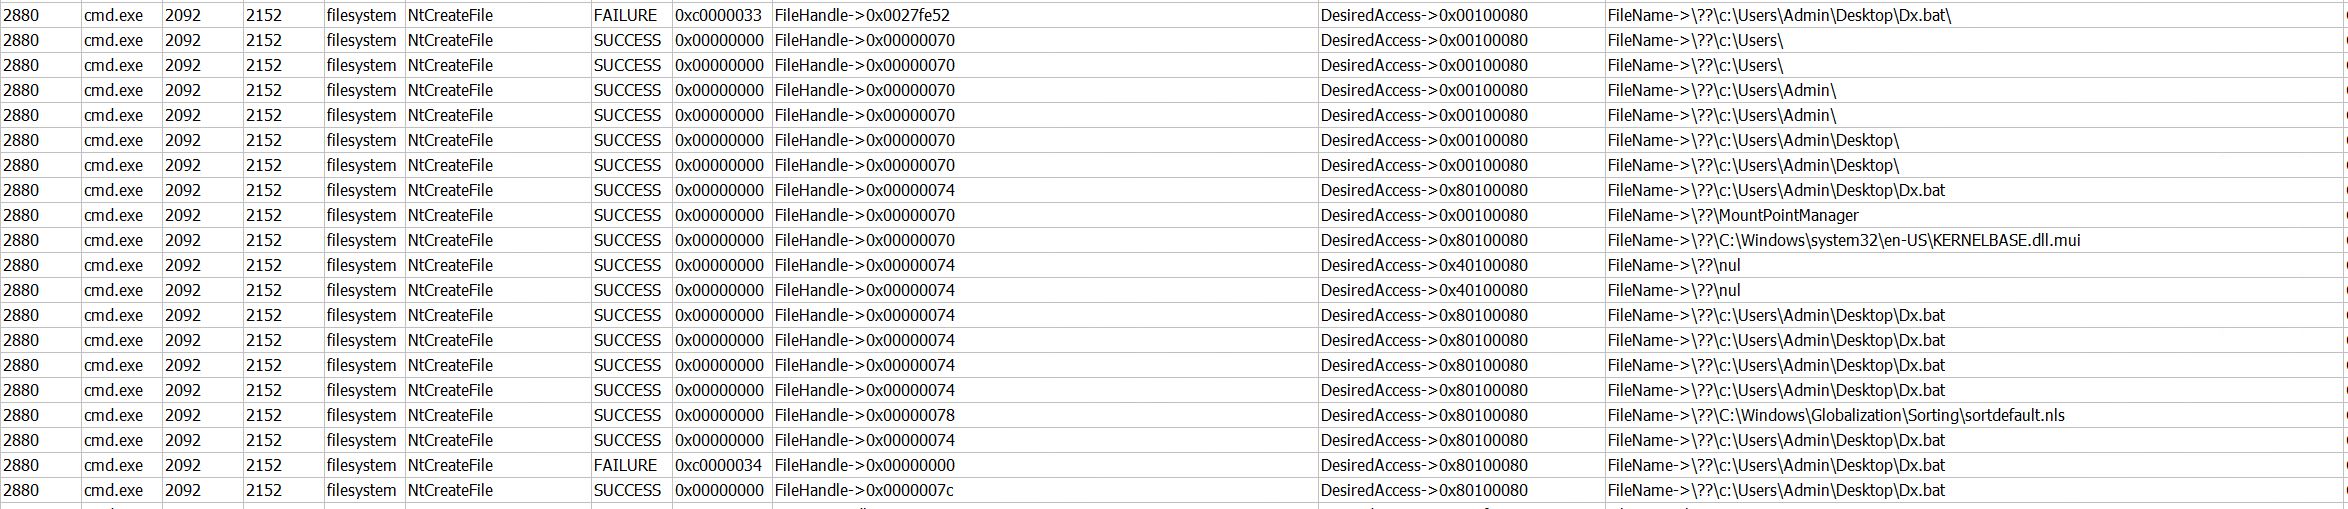 2880 cmd.exe 2092 2152 filesystem NtCreateFile FAILURE 0xc0000033 FileHandle->0x0027fe52 DesiredAccess->0x00100080 FileName->\??\c:\Users\Admin\Desktop\Dx.bat\
2880 cmd.exe 2092 2152 filesystem NtCreateFile SUCCESS 0x00000000 FileHandle->0x00000070 DesiredAccess->0x00100080 FileName->\??\c:\Users\
2880 cmd.exe 2092 2152 filesystem NtCreateFile SUCCESS 0x00000000 FileHandle->0x00000070 DesiredAccess->0x00100080 FileName->\??\c:\Users\
2880 cmd.exe 2092 2152 filesystem NtCreateFile SUCCESS 0x00000000 FileHandle->0x00000070 DesiredAccess->0x00100080 FileName->\??\c:\Users\Admin\
2880 cmd.exe 2092 2152 filesystem NtCreateFile SUCCESS 0x00000000 FileHandle->0x00000070 DesiredAccess->0x00100080 FileName->\??\c:\Users\Admin\
2880 cmd.exe 2092 2152 filesystem NtCreateFile SUCCESS 0x00000000 FileHandle->0x00000070 DesiredAccess->0x00100080 FileName->\??\c:\Users\Admin\Desktop\
2880 cmd.exe 2092 2152 filesystem NtCreateFile SUCCESS 0x00000000 FileHandle->0x00000070 DesiredAccess->0x00100080 FileName->\??\c:\Users\Admin\Desktop\
2880 cmd.exe 2092 2152 filesystem NtCreateFile SUCCESS 0x00000000 FileHandle->0x00000074 DesiredAccess->0x80100080 FileName->\??\c:\Users\Admin\Desktop\Dx.bat
2880 cmd.exe 2092 2152 filesystem NtCreateFile SUCCESS 0x00000000 FileHandle->0x00000070 DesiredAccess->0x00100080 FileName->\??\MountPointManager
2880 cmd.exe 2092 2152 filesystem NtCreateFile SUCCESS 0x00000000 FileHandle->0x00000070 DesiredAccess->0x80100080 FileName->\??\C:\Windows\system32\en-US\KERNELBASE.dll.mui
2880 cmd.exe 2092 2152 filesystem NtCreateFile SUCCESS 0x00000000 FileHandle->0x00000074 DesiredAccess->0x40100080 FileName->\??\nul
2880 cmd.exe 2092 2152 filesystem NtCreateFile SUCCESS 0x00000000 FileHandle->0x00000074 DesiredAccess->0x40100080 FileName->\??\nul
2880 cmd.exe 2092 2152 filesystem NtCreateFile SUCCESS 0x00000000 FileHandle->0x00000074 DesiredAccess->0x80100080 FileName->\??\c:\Users\Admin\Desktop\Dx.bat
2880 cmd.exe 2092 2152 filesystem NtCreateFile SUCCESS 0x00000000 FileHandle->0x00000074 DesiredAccess->0x80100080 FileName->\??\c:\Users\Admin\Desktop\Dx.bat
2880 cmd.exe 2092 2152 filesystem NtCreateFile SUCCESS 0x00000000 FileHandle->0x00000074 DesiredAccess->0x80100080 FileName->\??\c:\Users\Admin\Desktop\Dx.bat
2880 cmd.exe 2092 2152 filesystem NtCreateFile SUCCESS 0x00000000 FileHandle->0x00000074 DesiredAccess->0x80100080 FileName->\??\c:\Users\Admin\Desktop\Dx.bat
2880 cmd.exe 2092 2152 filesystem NtCreateFile SUCCESS 0x00000000 FileHandle->0x00000078 DesiredAccess->0x80100080 FileName->\??\C:\Windows\Globalization\Sorting\sortdefault.nls
2880 cmd.exe 2092 2152 filesystem NtCreateFile SUCCESS 0x00000000 FileHandle->0x00000074 DesiredAccess->0x80100080 FileName->\??\c:\Users\Admin\Desktop\Dx.bat
2880 cmd.exe 2092 2152 filesystem NtCreateFile FAILURE 0xc0000034 FileHandle->0x00000000 DesiredAccess->0x80100080 FileName->\??\c:\Users\Admin\Desktop\Dx.bat
2880 cmd.exe 2092 2152 filesystem NtCreateFile SUCCESS 0x00000000 FileHandle->0x0000007c DesiredAccess->0x80100080 FileName->\??\c:\Users\Admin\Desktop\Dx.bat